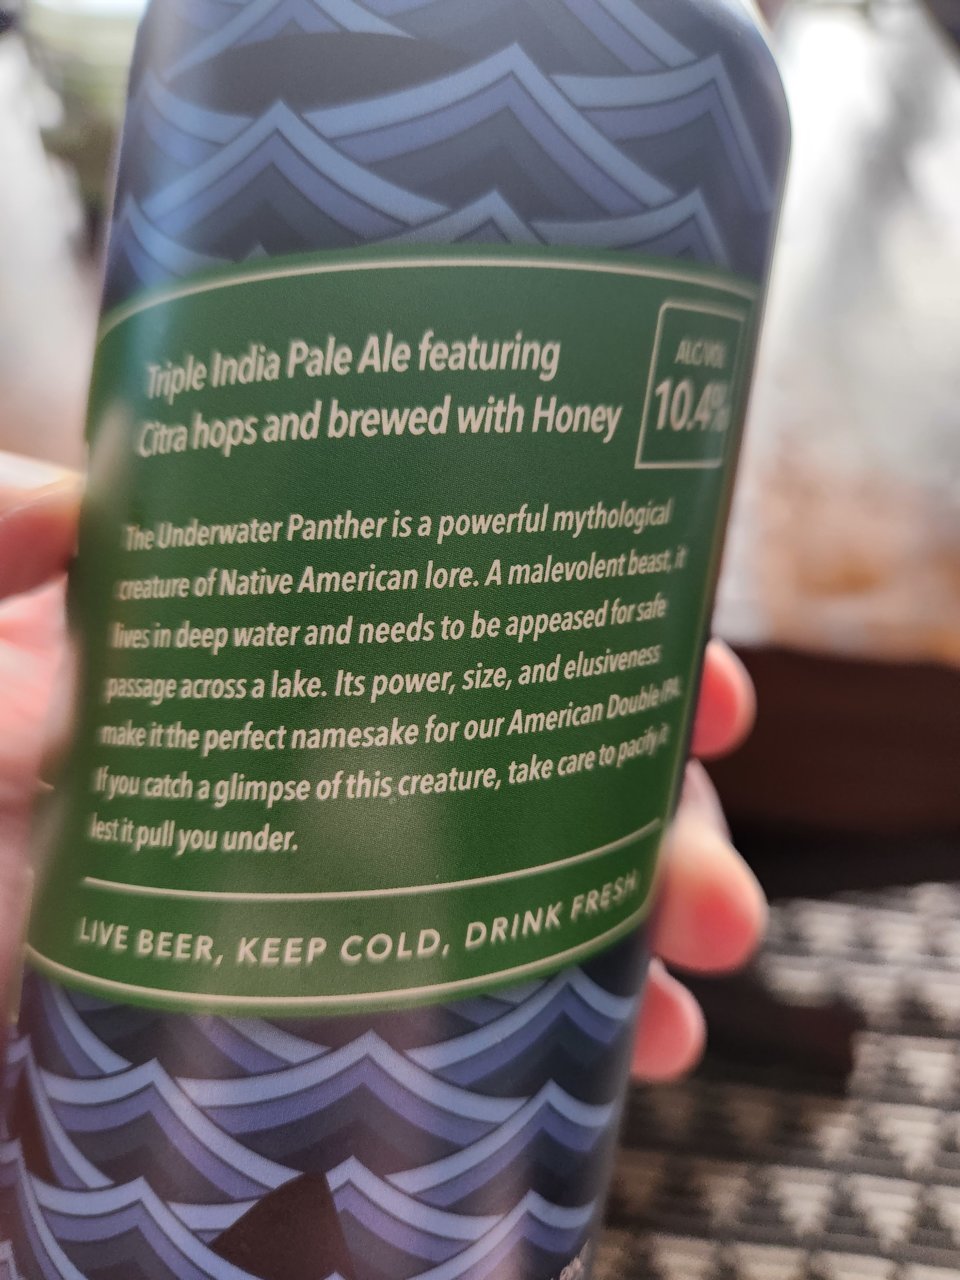 Triple India Pale Ale featuring
Citra hops and brewed with Honey
ALC/VOL
10.4%
The Underwater Panther is a powerful mythological
creature of Native American lore. A malevolent beast, it
lives in deep water and needs to be appeased for safe
passage across a lake. Its power, size, and elusiveness
make it the perfect namesake for our American Double IPA.
If you catch a glimpse of this creature, take care to pacify it
lest it pull you under.
LIVE BEER, KEEP COLD, DRINK FRESH